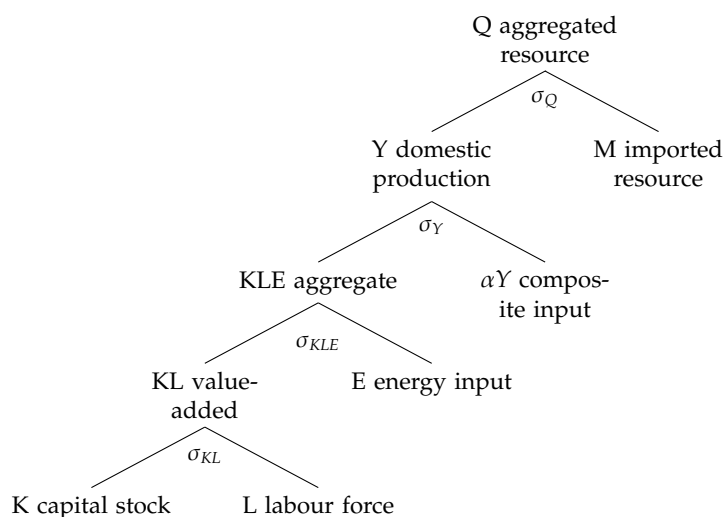 Q aggregated
resource
σQ
Y domestic
production
M imported
resource
σY
KLE aggregate
αY compos-
ite input
σKLE
KL value-
added
E energy input
σKL
K capital stock
L labour force